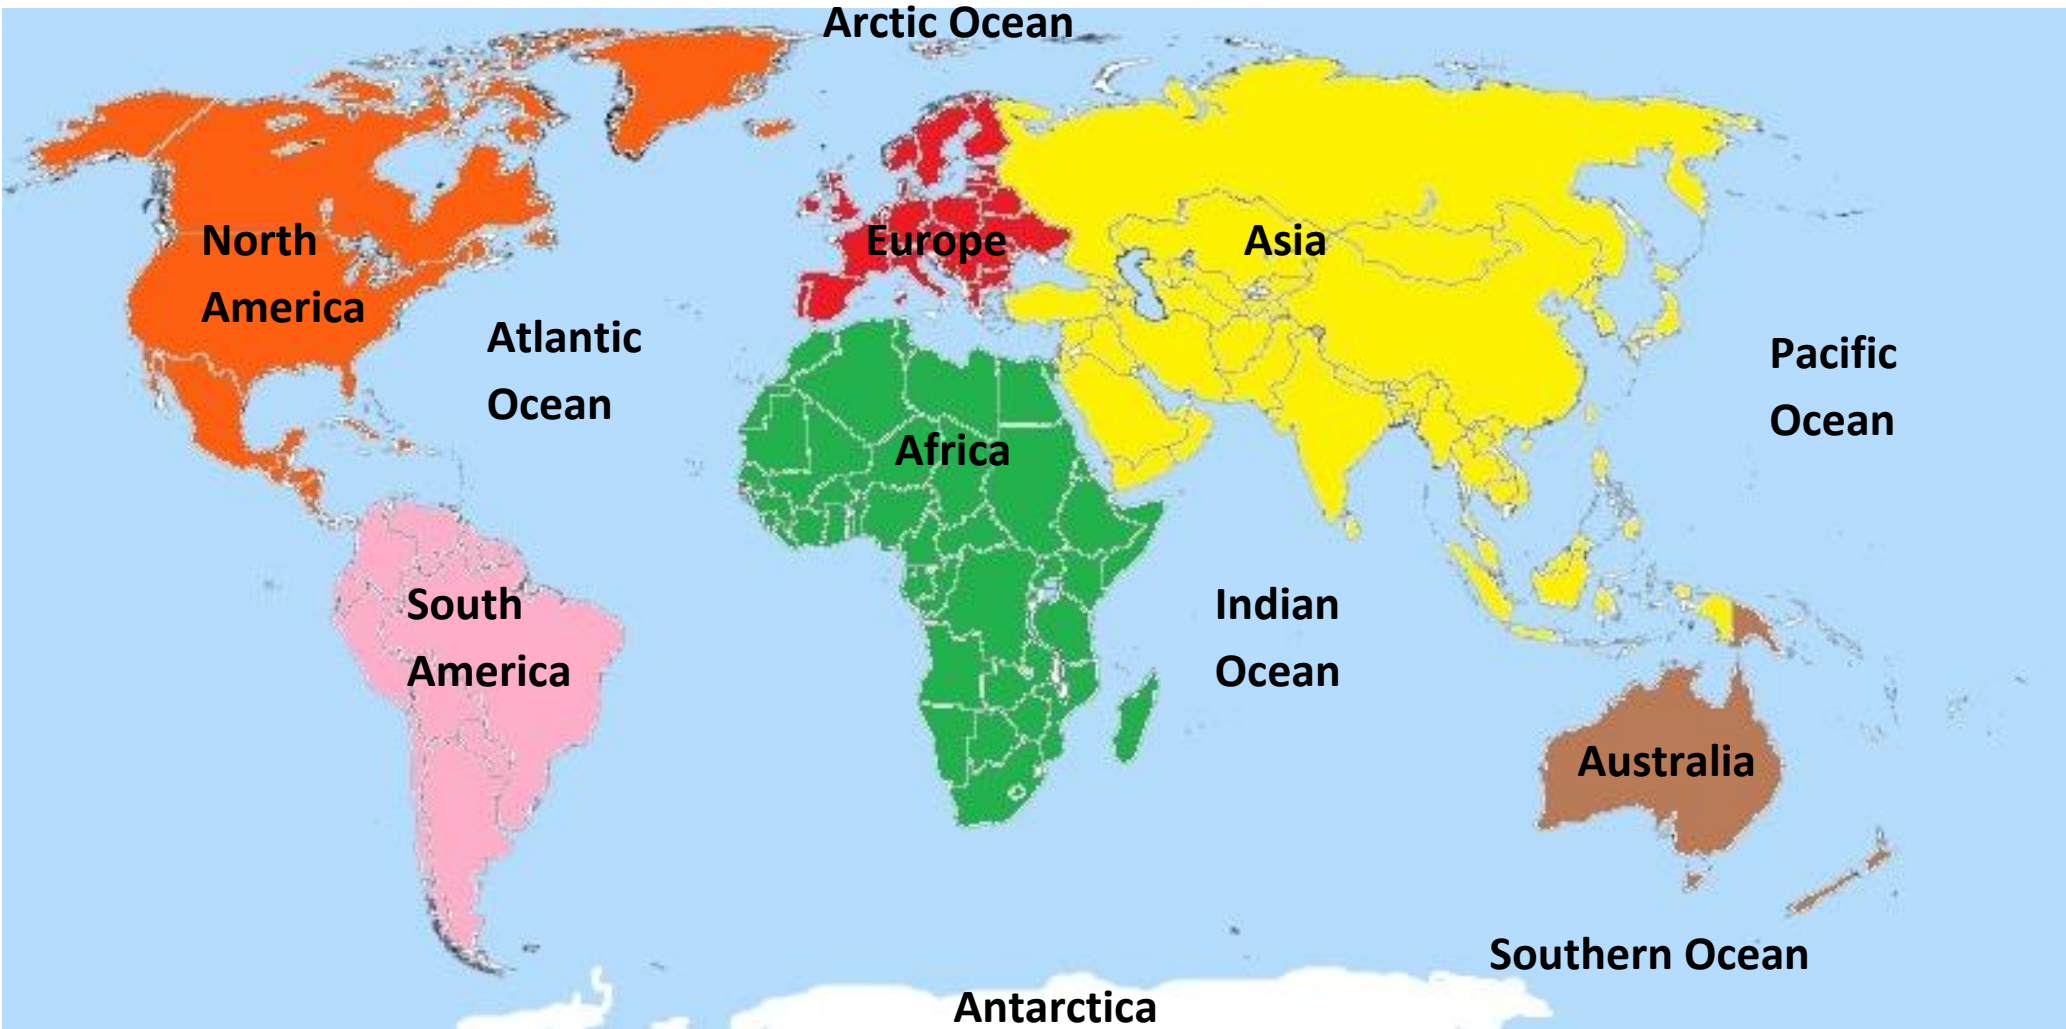 Arctic Ocean
North
America
Europe
Asia
Atlantic
Ocean
Pacific
Ocean
Africa
South
America
Indian
Ocean
Australia
Southern Ocean
Antarctica